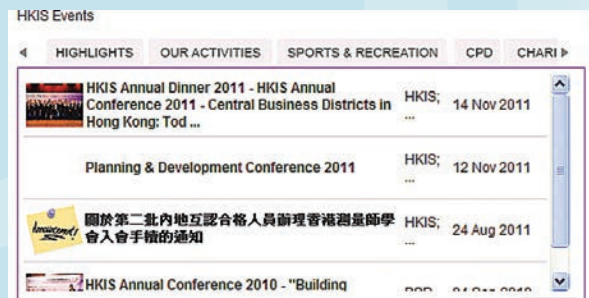 HKIS Events
HIGHLIGHTS OUR ACTIVITIES SPORTS & RECREATION CPD CHARI
HKIS Annual Dinner 2011 - HKIS Annual
Conference 2011 - Central Business Districts in
Hong Kong: Tod ...
HKIS;
...
14 Nov 2011
Planning & Development Conference 2011
HKIS;
...
12 Nov 2011
Announcement!
關於第二批內地互認合格人員辦理香港測量師學
會入會手續的通知
HKIS;
...
24 Aug 2011
HKIS Annual Conference 2010 - "Building